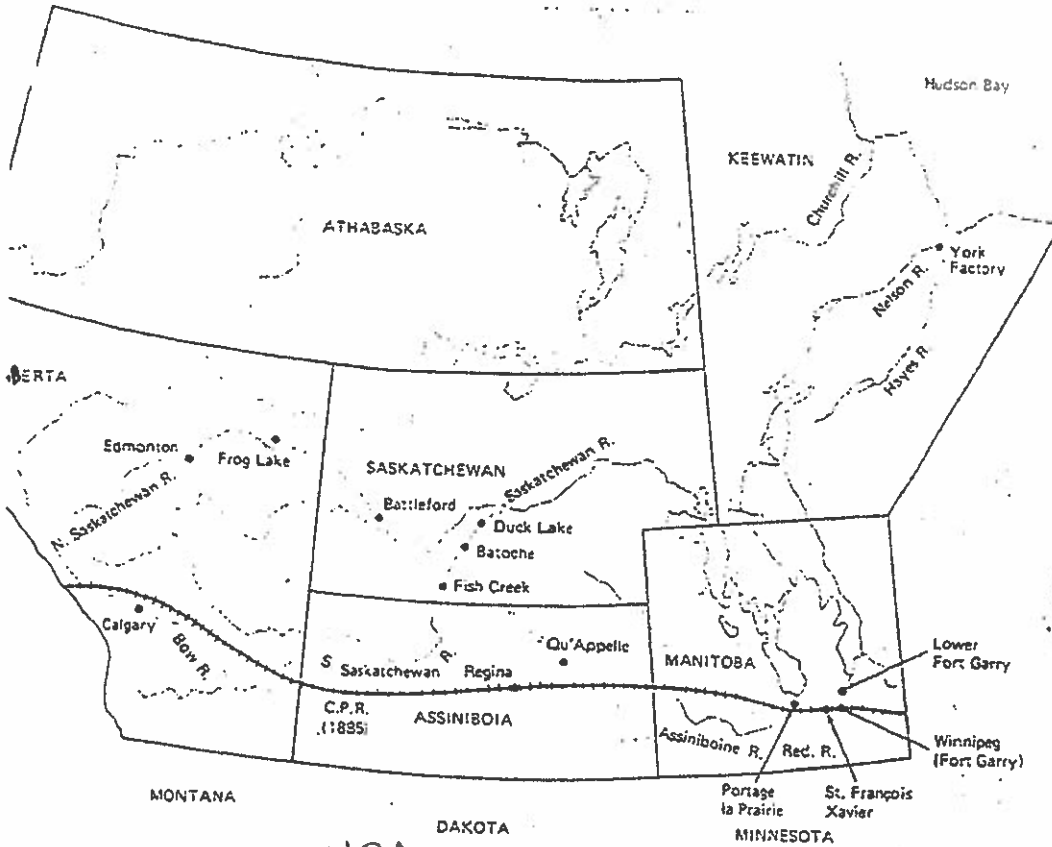 Hudson Bay
KEEWATIN
Churchill R.
ATHABASKA
York
Factory
Nelson R.
Hayes R.
BERTA
Edmonton
Frog Lake
N. Saskatchewan R.
SASKATCHEWAN
Saskatchewan R.
Battleford
Duck Lake
Batoche
Fish Creek
Calgary
Bow R.
Qu'Appelle
S Saskatchewan R.
Regina
MANITOBA
Lower
Fort Garry
C.P.R.
(1885)
ASSINIBOIA
Assiniboine R.
Red. R.
Winnipeg
(Fort Garry)
Portage
la Prairie
St. François
Xavier
MONTANA
DAKOTA
MINNESOTA